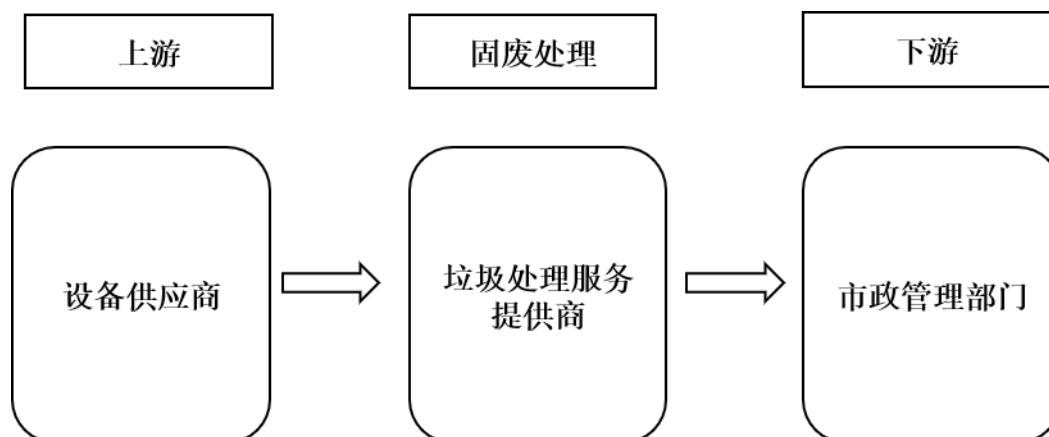 上游
固废处理
下游
设备供应商
垃圾处理服务
提供商
市政管理部门